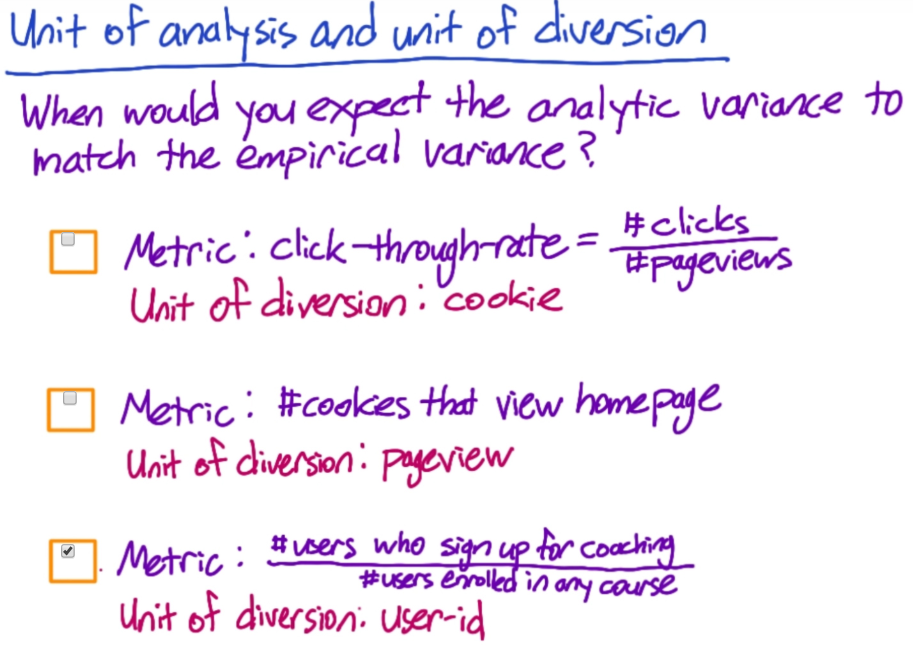 Unit of analysis and unit of diversion
When would you expect the analytic variance to
match the empirical variance?
Metric: click-through-rate = #clicks
#pageviews
Unit of diversion: cookie
Metric: #cookies that view homepage
Unit of diversion: pageview
Metric: #users who sign up for coaching
#users enrolled in any course
Unit of diversion: user-id